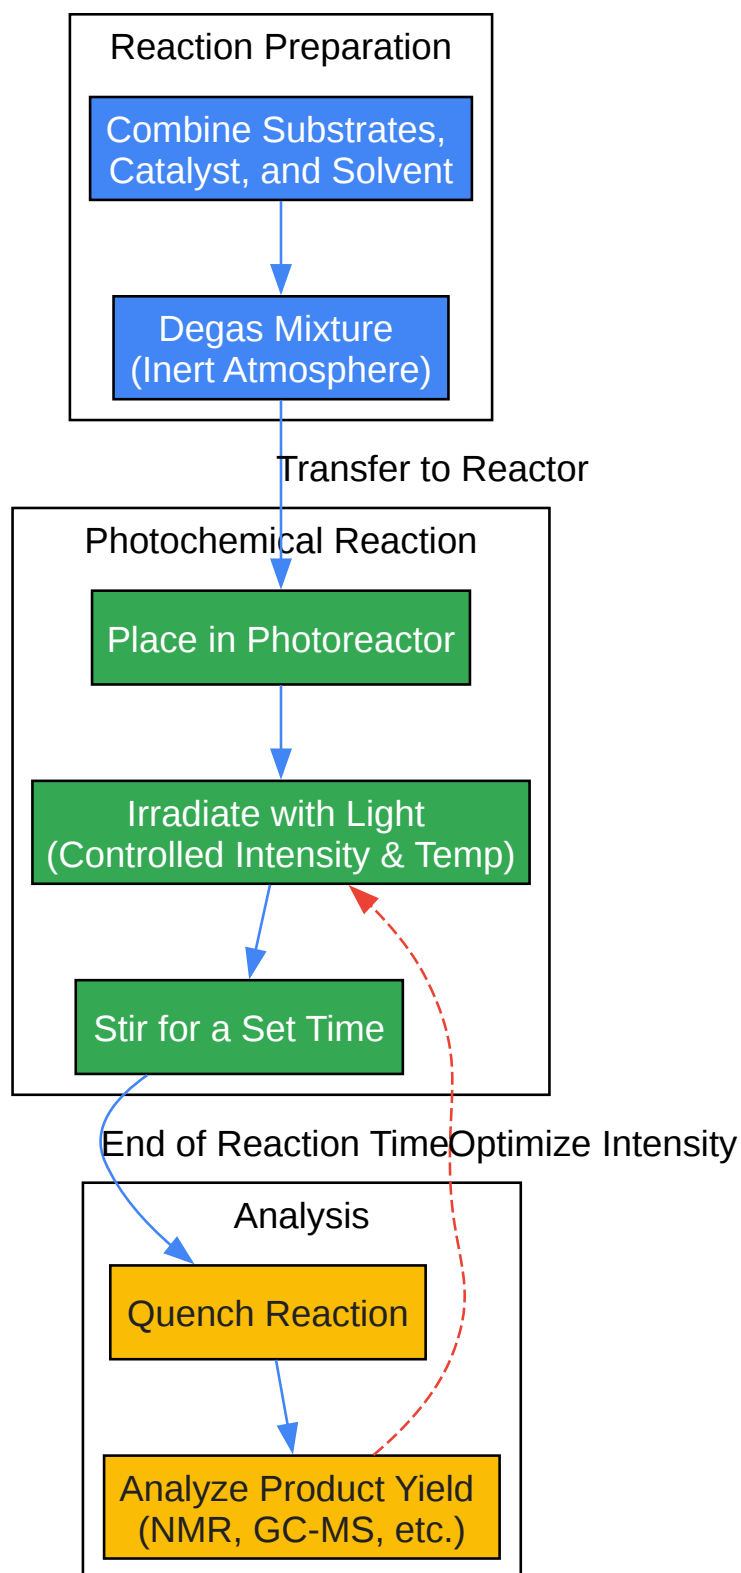 Reaction Preparation
Combine Substrates,
Catalyst, and Solvent
Degas Mixture
(Inert Atmosphere)
Transfer to Reactor
Photochemical Reaction
Place in Photoreactor
Irradiate with Light
(Controlled Intensity & Temp)
Stir for a Set Time
End of Reaction Time
Optimize Intensity
Analysis
Quench Reaction
Analyze Product Yield
(NMR, GC-MS, etc.)